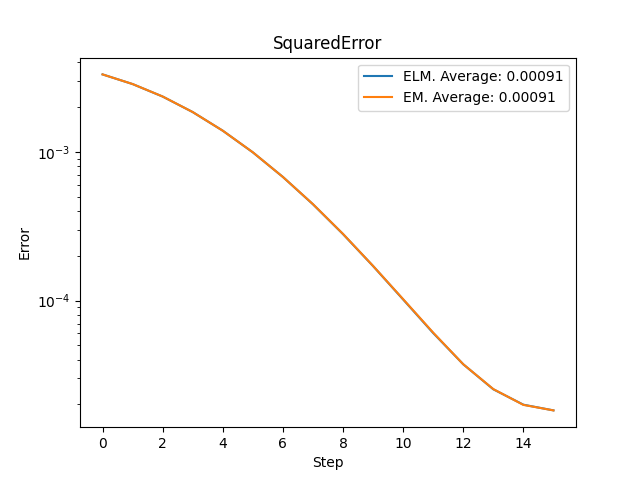 SquaredError
ELM. Average: 0.00091
EM. Average: 0.00091
10⁻³
10⁻⁴
Error
0 2 4 6 8 10 12 14
Step